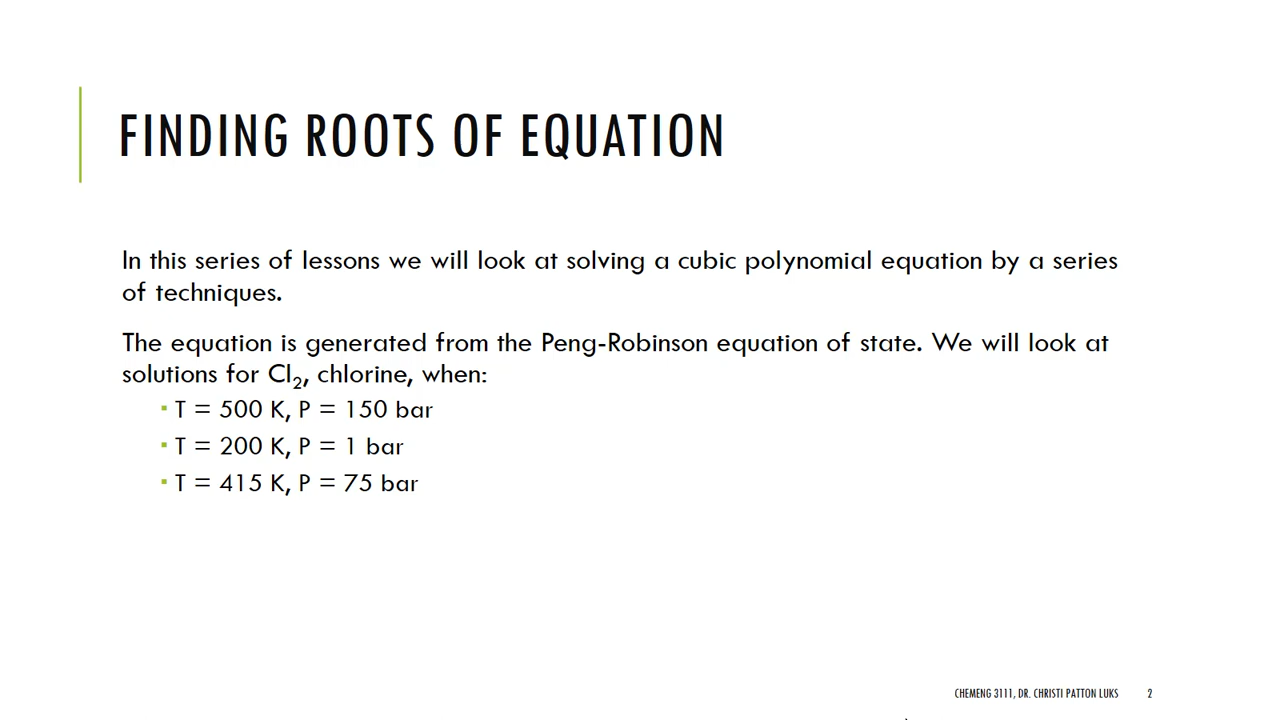 FINDING ROOTS OF EQUATION
In this series of lessons we will look at solving a cubic polynomial equation by a series
of techniques.
The equation is generated from the Peng-Robinson equation of state. We will look at
solutions for Cl₂, chlorine, when:
▪ T = 500 K, P = 150 bar
▪ T = 200 K, P = 1 bar
▪ T = 415 K, P = 75 bar
CHEMENG 3111, DR. CHRISTI PATTON LUKS 2